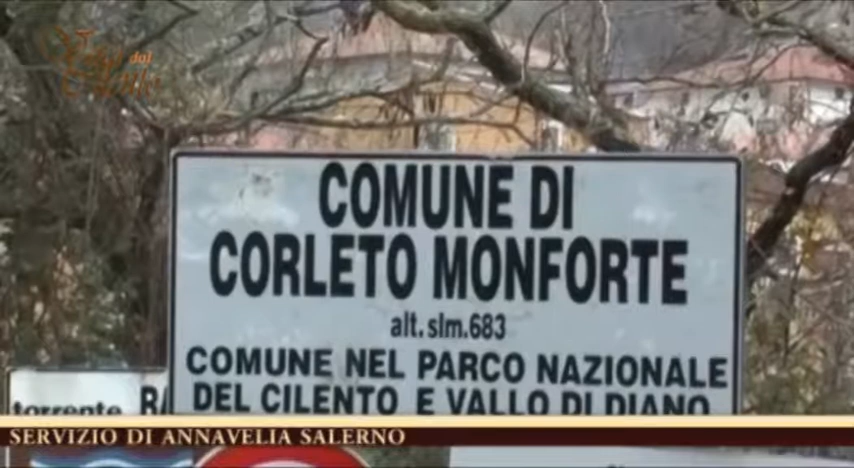 dal
COMUNE DI
CORLETO MONFORTE
alt. slm.683
COMUNE NEL PARCO NAZIONALE
DEL CILENTO E VALLO DI DIANO
torrente
SERVIZIO DI ANNAVELIA SALERNO